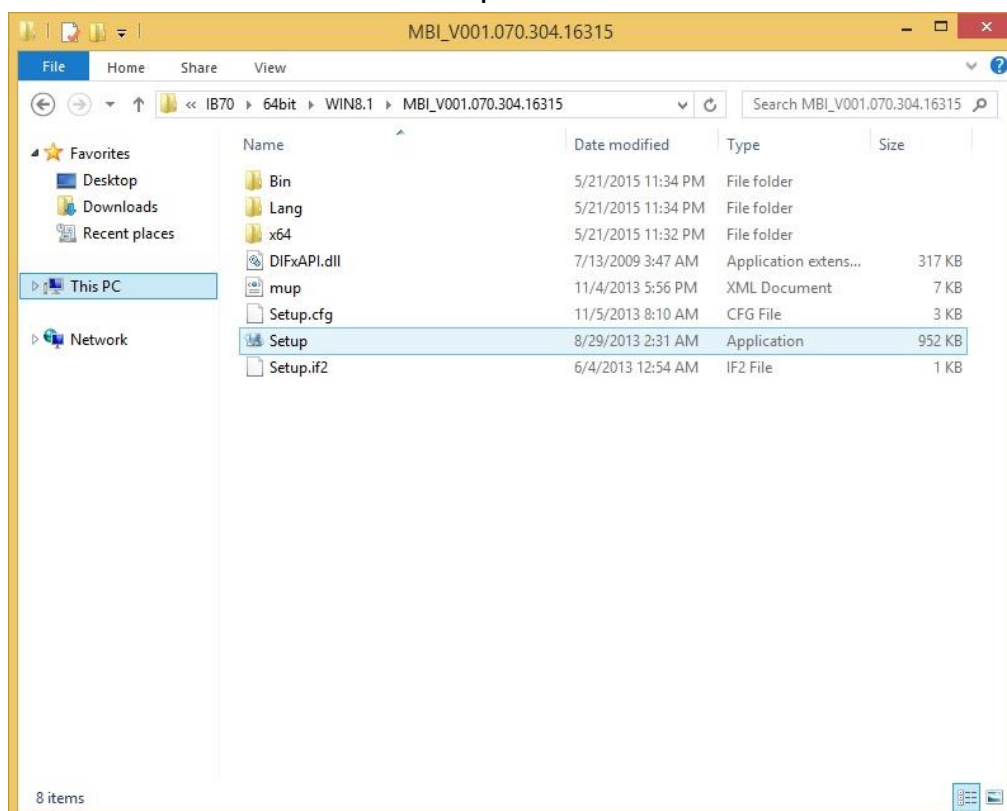 MBI_V001.070.304.16315
File Home Share View
« IB70 64bit WIN8.1 MBI_V001.070.304.16315 Search MBI_V001.070.304.16315
Name Date modified Type Size
Favorites
Desktop
Downloads
Recent places
This PC
Network
Bin 5/21/2015 11:34 PM File folder
Lang 5/21/2015 11:34 PM File folder
x64 5/21/2015 11:32 PM File folder
DIFxAPI.dll 7/13/2009 3:47 AM Application extens... 317 KB
mup 11/4/2013 5:56 PM XML Document 7 KB
Setup.cfg 11/5/2013 8:10 AM CFG File 3 KB
Setup 8/29/2013 2:31 AM Application 952 KB
Setup.if2 6/4/2013 12:54 AM IF2 File 1 KB
8 items